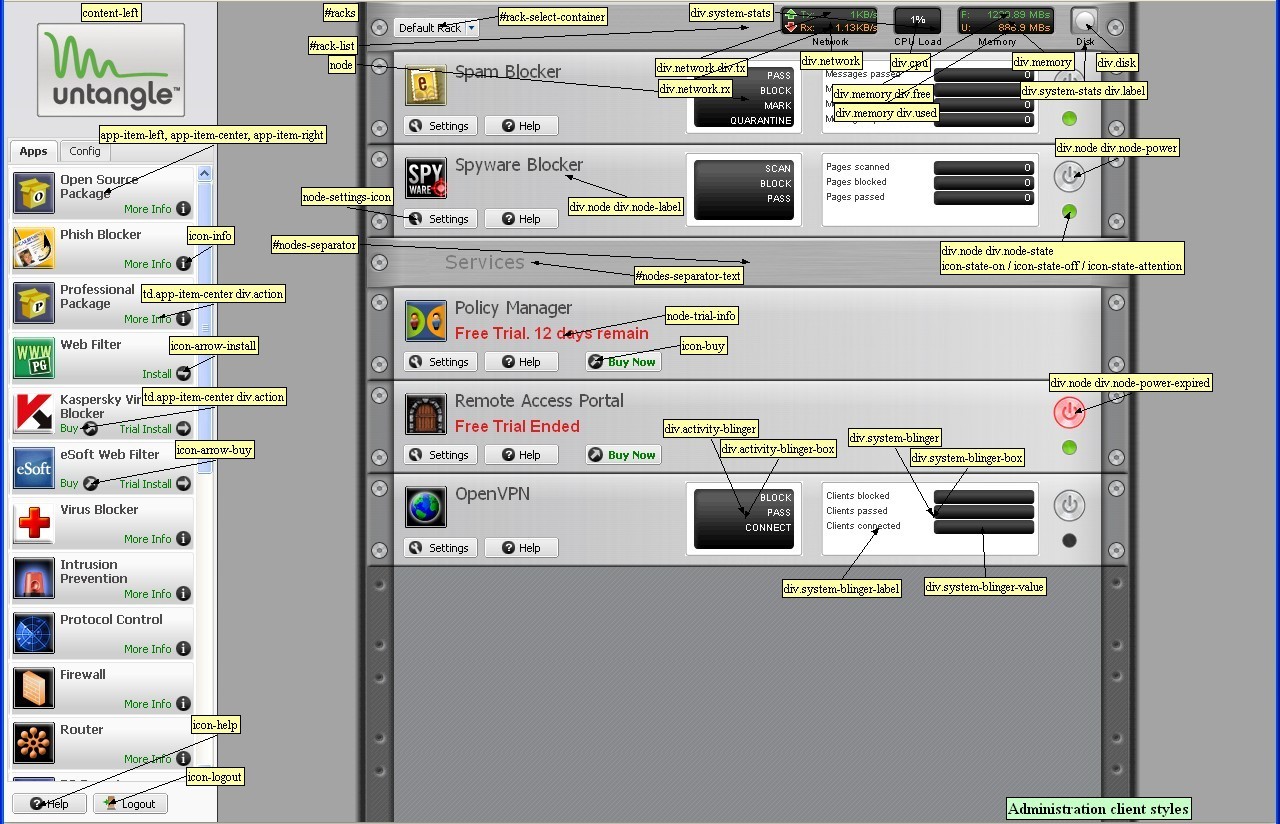 content-left
untangle™
Apps
Config
app-item-left, app-item-center, app-item-right
Open Source
Package
More Info
Phish Blocker
icon-info
More Info
Professional
Package
td.app-item-center div.action
More Info
Web Filter
icon-arrow-install
Install
Kaspersky
Blocker
td.app-item-center div.action
Buy
Trial Install
eSoft
eSoft Web Filter
icon-arrow-buy
Buy
Trial Install
Virus Blocker
More Info
Intrusion
Prevention
More Info
Protocol Control
More Info
Firewall
More Info
Router
icon-help
More Info
icon-logout
Help
Logout
#racks
#rack-select-container
Default Rack
#rack-list
div.system-stats
Tx: 1KB/s
Rx: 1.13KB/s
Network
1%
CPU Load
F: MBs
U: MBs
Memory
Disk
node
div.network div.tx
div.network
div.cpu
div.memory
div.disk
div.network.rx
div.memory div.free
div.system-stats div.label
div.memory div.used
Spam Blocker
Settings
Help
PASS
BLOCK
MARK
QUARANTINE
Messages passed
0
0
0
0
div.node div.node-power
Spyware Blocker
SPY
WARE
node-settings-icon
Settings
Help
div.node div.node-label
SCAN
BLOCK
PASS
Pages scanned 0
Pages blocked 0
Pages passed 0
#nodes-separator
Services
#nodes-separator-text
div.node div.node-state
icon-state-on / icon-state-off / icon-state-attention
Policy Manager
node-trial-info
Free Trial. 12 days remain
icon-buy
Settings
Help
Buy Now
div.node div.node-power-expired
Remote Access Portal
Free Trial Ended
Settings
Help
Buy Now
div.activity-blinger
div.activity-blinger-box
div.system-blinger
div.system-blinger-box
OpenVPN
Settings
Help
BLOCK
PASS
CONNECT
Clients blocked
Clients passed
Clients connected
div.system-blinger-label
div.system-blinger-value
Administration client styles